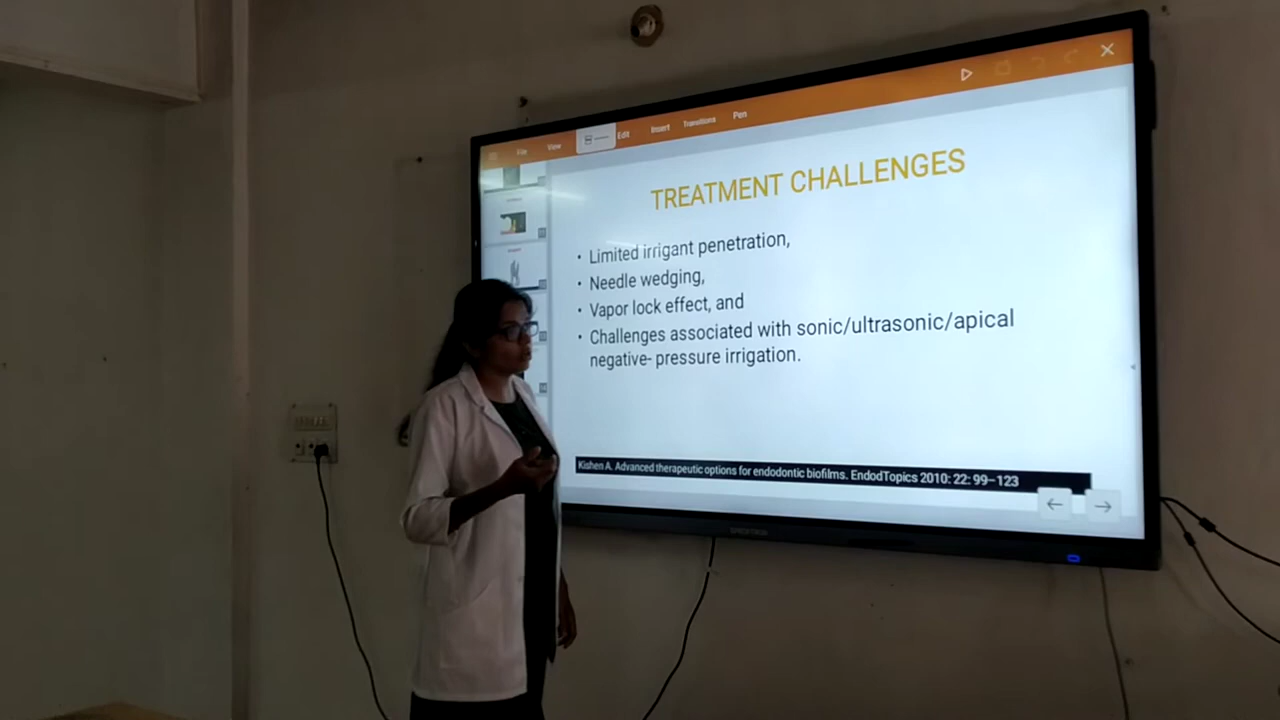 File View Edit Insert Transitions Pen
TREATMENT CHALLENGES
• Limited irrigant penetration,
• Needle wedging,
• Vapor lock effect, and
• Challenges associated with sonic/ultrasonic/apical
negative- pressure irrigation.
Kishen A. Advanced therapeutic options for endodontic biofilms. EndodTopics 2010: 22: 99–123